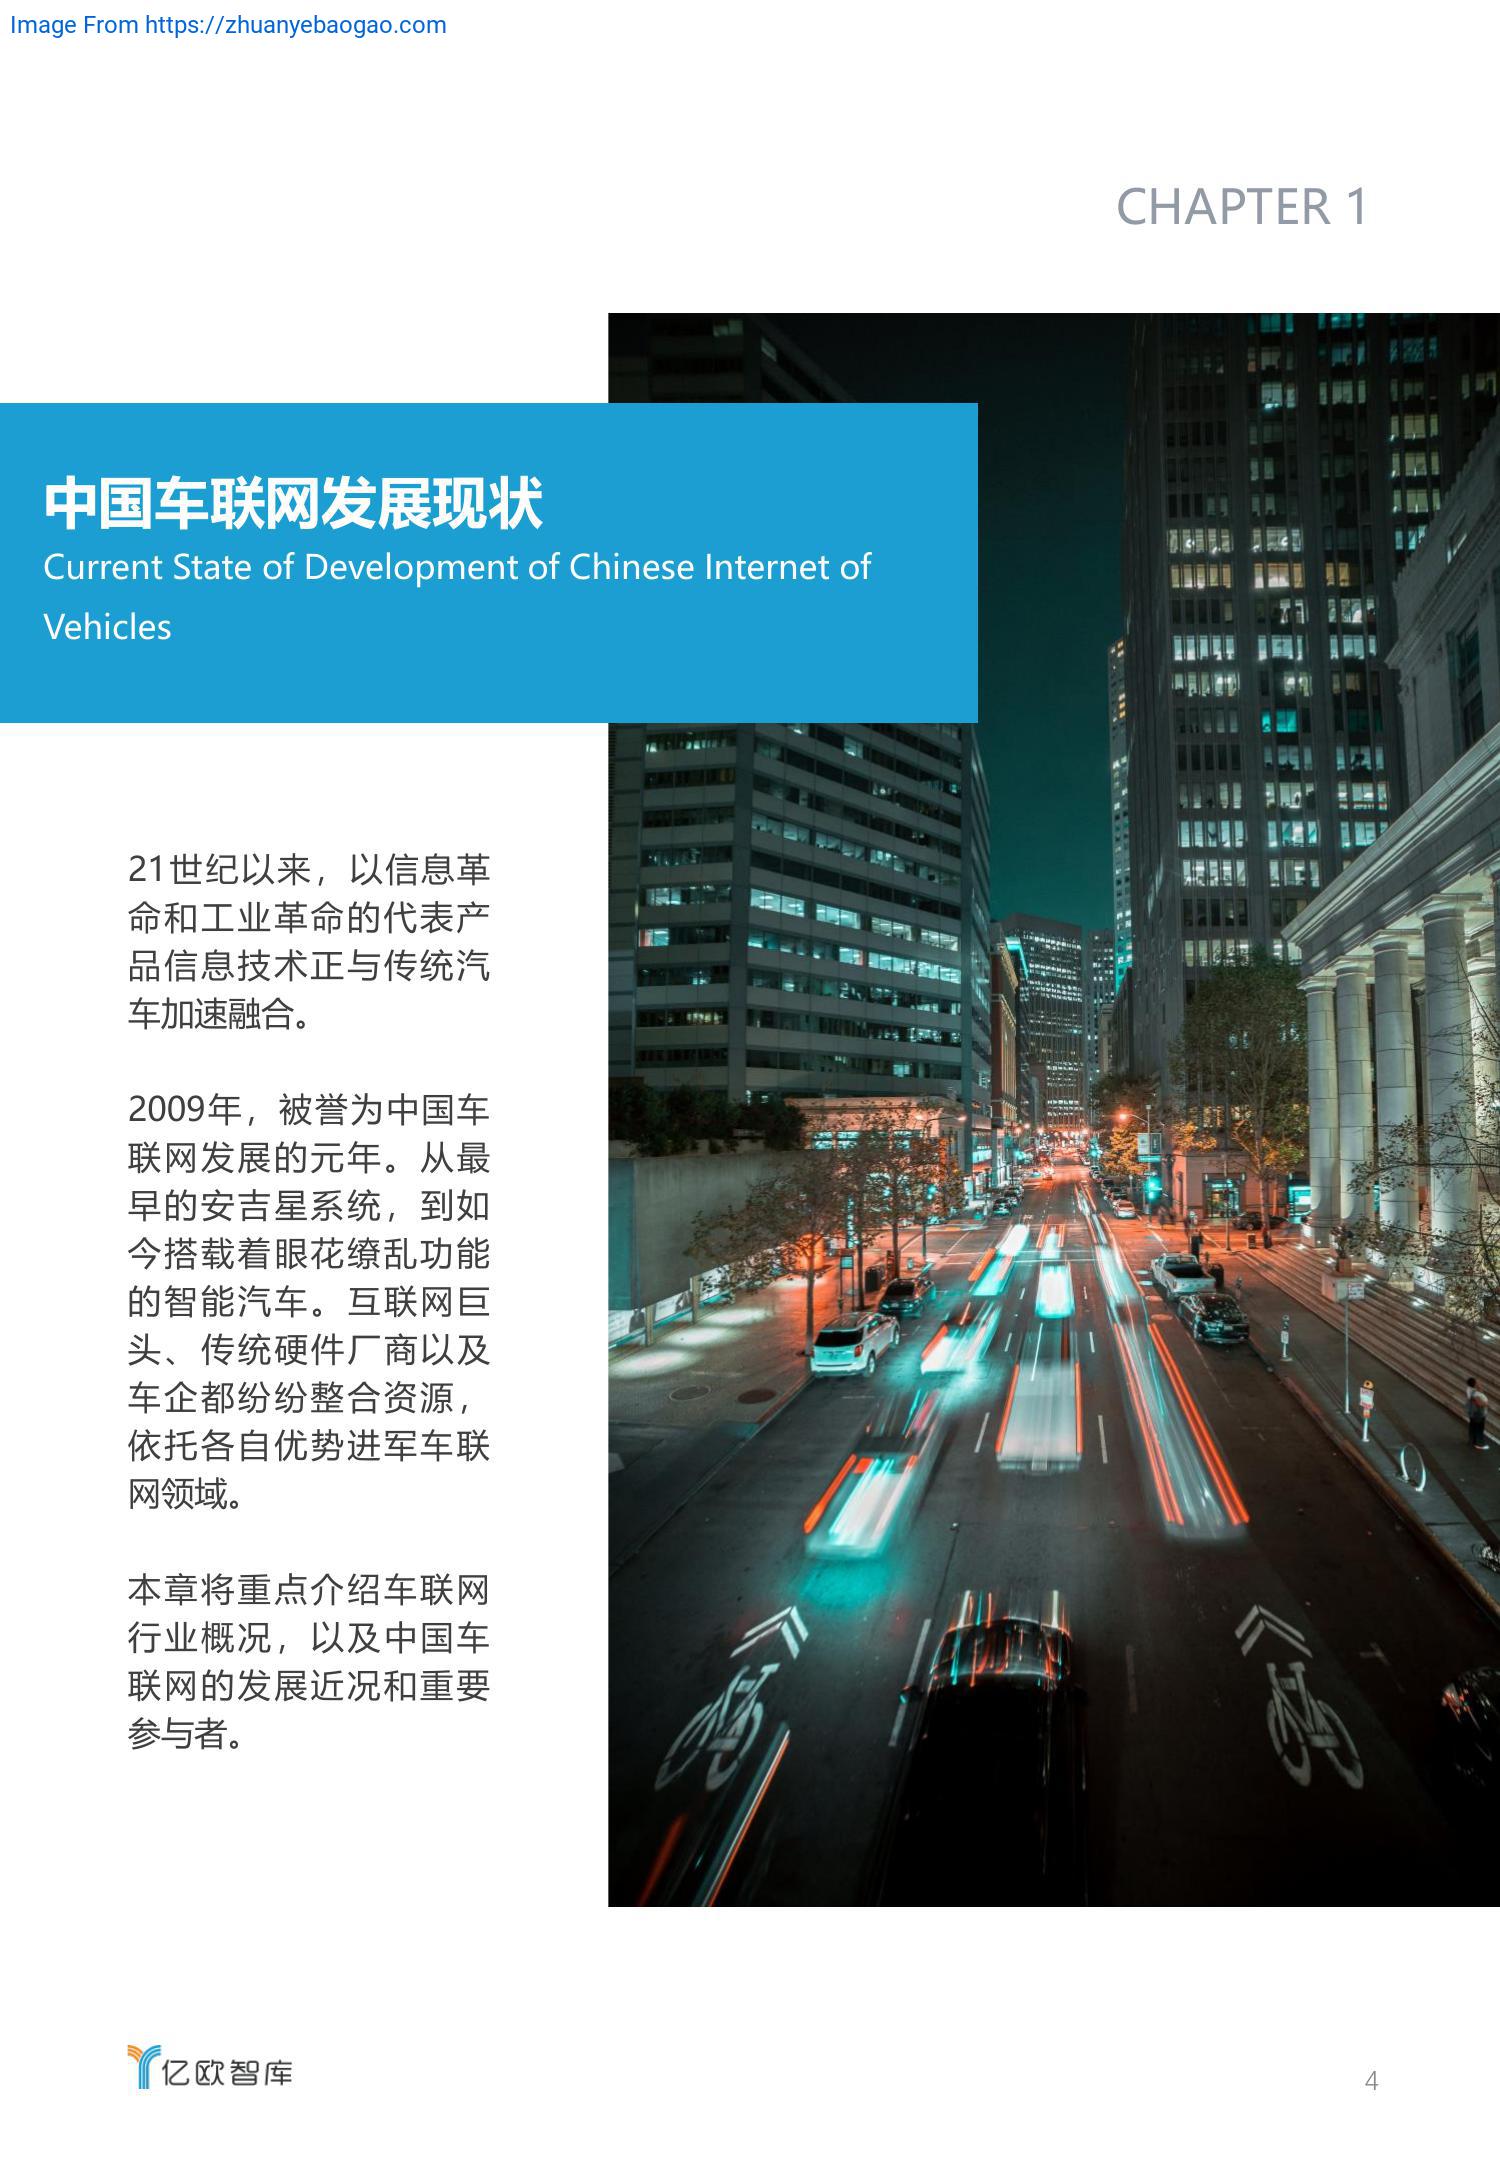 Image From https://zhuanyebaogao.com
CHAPTER 1
中国车联网发展现状
Current State of Development of Chinese Internet of
Vehicles
21世纪以来，以信息革
命和工业革命的代表产
品信息技术正与传统汽
车加速融合。
2009年，被誉为中国车
联网发展的元年。从最
早的安吉星系统，到如
今搭载着眼花缭乱功能
的智能汽车。互联网巨
头、传统硬件厂商以及
车企都纷纷整合资源，
依托各自优势进军车联
网领域。
本章将重点介绍车联网
行业概况，以及中国车
联网的发展近况和重要
参与者。
亿欧智库
4